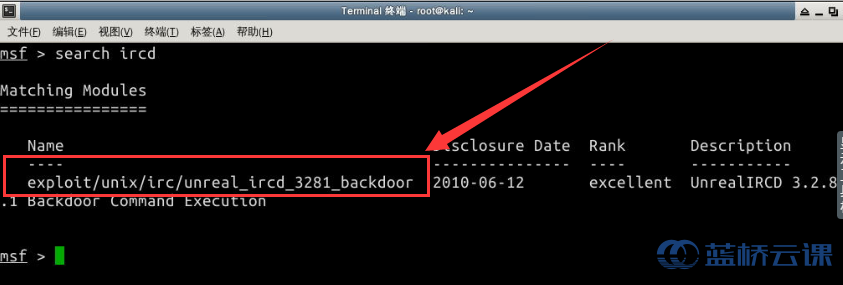 Terminal 终端 - root@kali: ~
文件(F) 编辑(E) 视图(V) 终端(T) 标签(A) 帮助(H)
msf > search ircd
Matching Modules
================
Name Disclosure Date Rank Description
---- --------------- ---- -----------
exploit/unix/irc/unreal_ircd_3281_backdoor 2010-06-12 excellent UnrealIRCD 3.2.8
.1 Backdoor Command Execution
msf >
蓝桥云课